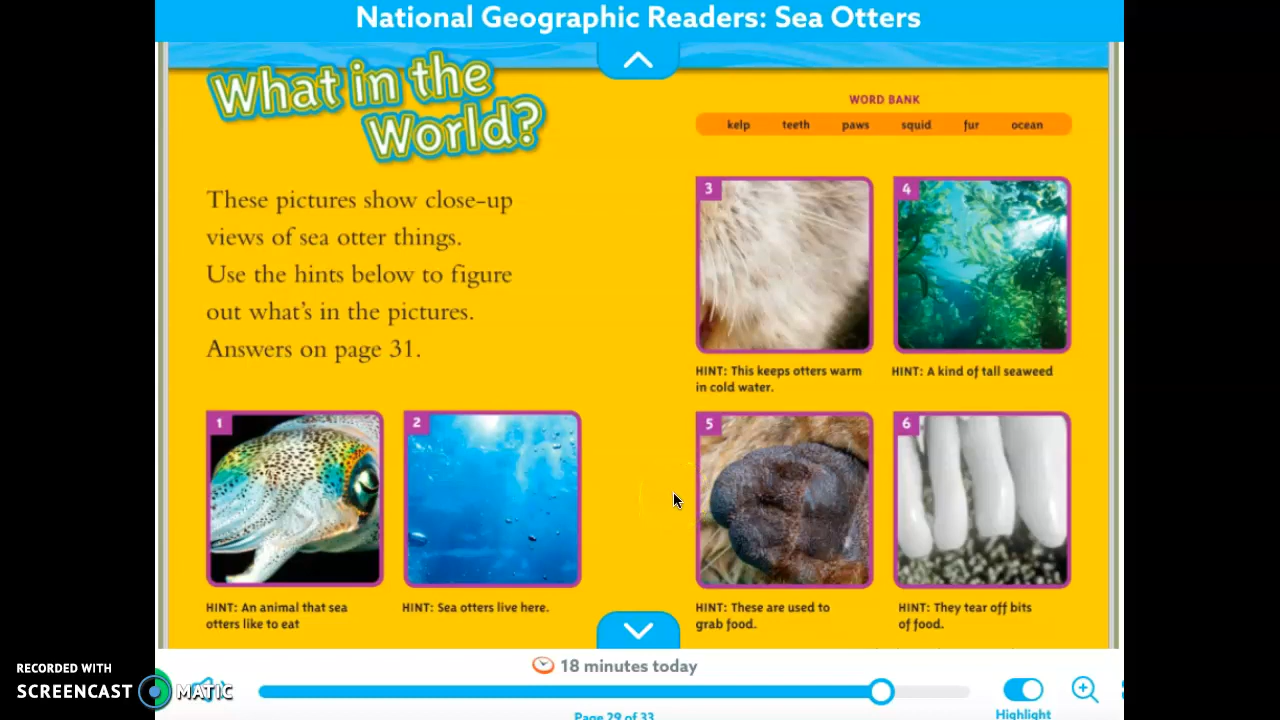 National Geographic Readers: Sea Otters
What in the
World?
These pictures show close-up
views of sea otter things.
Use the hints below to figure
out what's in the pictures.
Answers on page 31.
1
HINT: An animal that sea
otters like to eat
2
HINT: Sea otters live here.
WORD BANK
kelp teeth paws squid fur ocean
3
HINT: This keeps otters warm
in cold water.
4
HINT: A kind of tall seaweed
5
HINT: These are used to
grab food.
6
HINT: They tear off bits
of food.
18 minutes today
Page 29 of 33
Highlight
RECORDED WITH
SCREENCAST MATIC